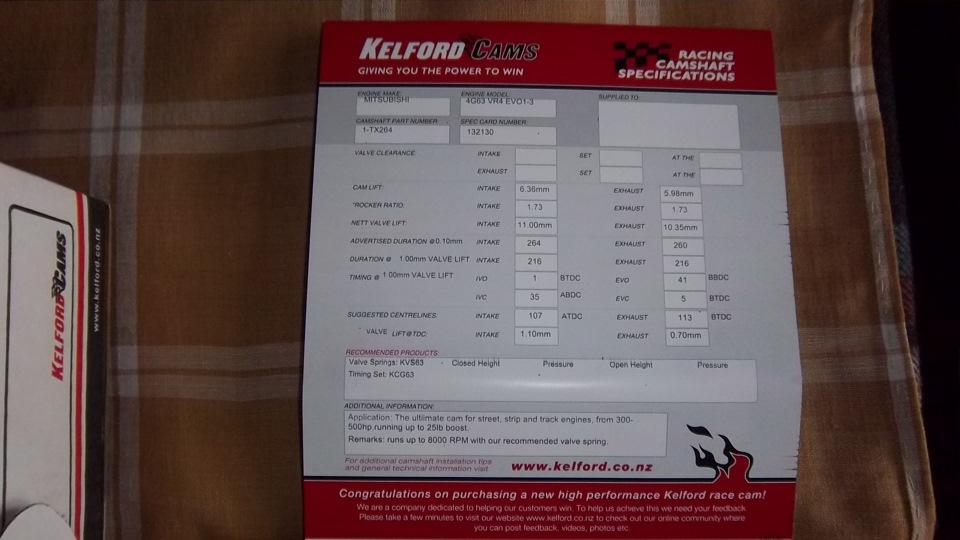 KELFORD CAMS
GIVING YOU THE POWER TO WIN
RACING
CAMSHAFT
SPECIFICATIONS
ENGINE MAKE: ENGINE MODEL: SUPPLIED TO:
MITSUBISHI 4G63 VR4 EVO1-3
CAMSHAFT PART NUMBER: SPEC CARD NUMBER:
1-TX264 132130
VALVE CLEARANCE: INTAKE SET AT THE
EXHAUST SET AT THE
CAM LIFT: INTAKE 6.36mm EXHAUST 5.98mm
*ROCKER RATIO: INTAKE 1.73 EXHAUST 1.73
NETT VALVE LIFT: INTAKE 11.00mm EXHAUST 10.35mm
ADVERTISED DURATION @0.10mm INTAKE 264 EXHAUST 260
DURATION @ 1.00mm VALVE LIFT INTAKE 216 EXHAUST 216
TIMING @ 1.00mm VALVE LIFT IVO 1 BTDC EVO 41 BBDC
IVC 35 ABDC EVC 5 BTDC
SUGGESTED CENTRELINES: INTAKE 107 ATDC EXHAUST 113 BTDC
VALVE LIFT@TDC: INTAKE 1.10mm EXHAUST 0.70mm
RECOMMENDED PRODUCTS:
Valve Springs: KVS63 Closed Height Pressure Open Height Pressure
Timing Set: KCG63
ADDITIONAL INFORMATION:
Application: The ultimate cam for street, strip and track engines, from 300-
500hp,running up to 25lb boost.
Remarks: runs up to 8000 RPM with our recommended valve spring.
For additional camshaft installation tips
and general technical information visit www.kelford.co.nz
Congratulations on purchasing a new high performance Kelford race cam!
We are a company dedicated to helping our customers win. To help us achieve this we need your feedback.
Please take a few minutes to visit our website www.kelford.co.nz to check out our online community where
you can post feedback, videos, photos etc.
KELFORD CAMS
www.kelford.co.nz